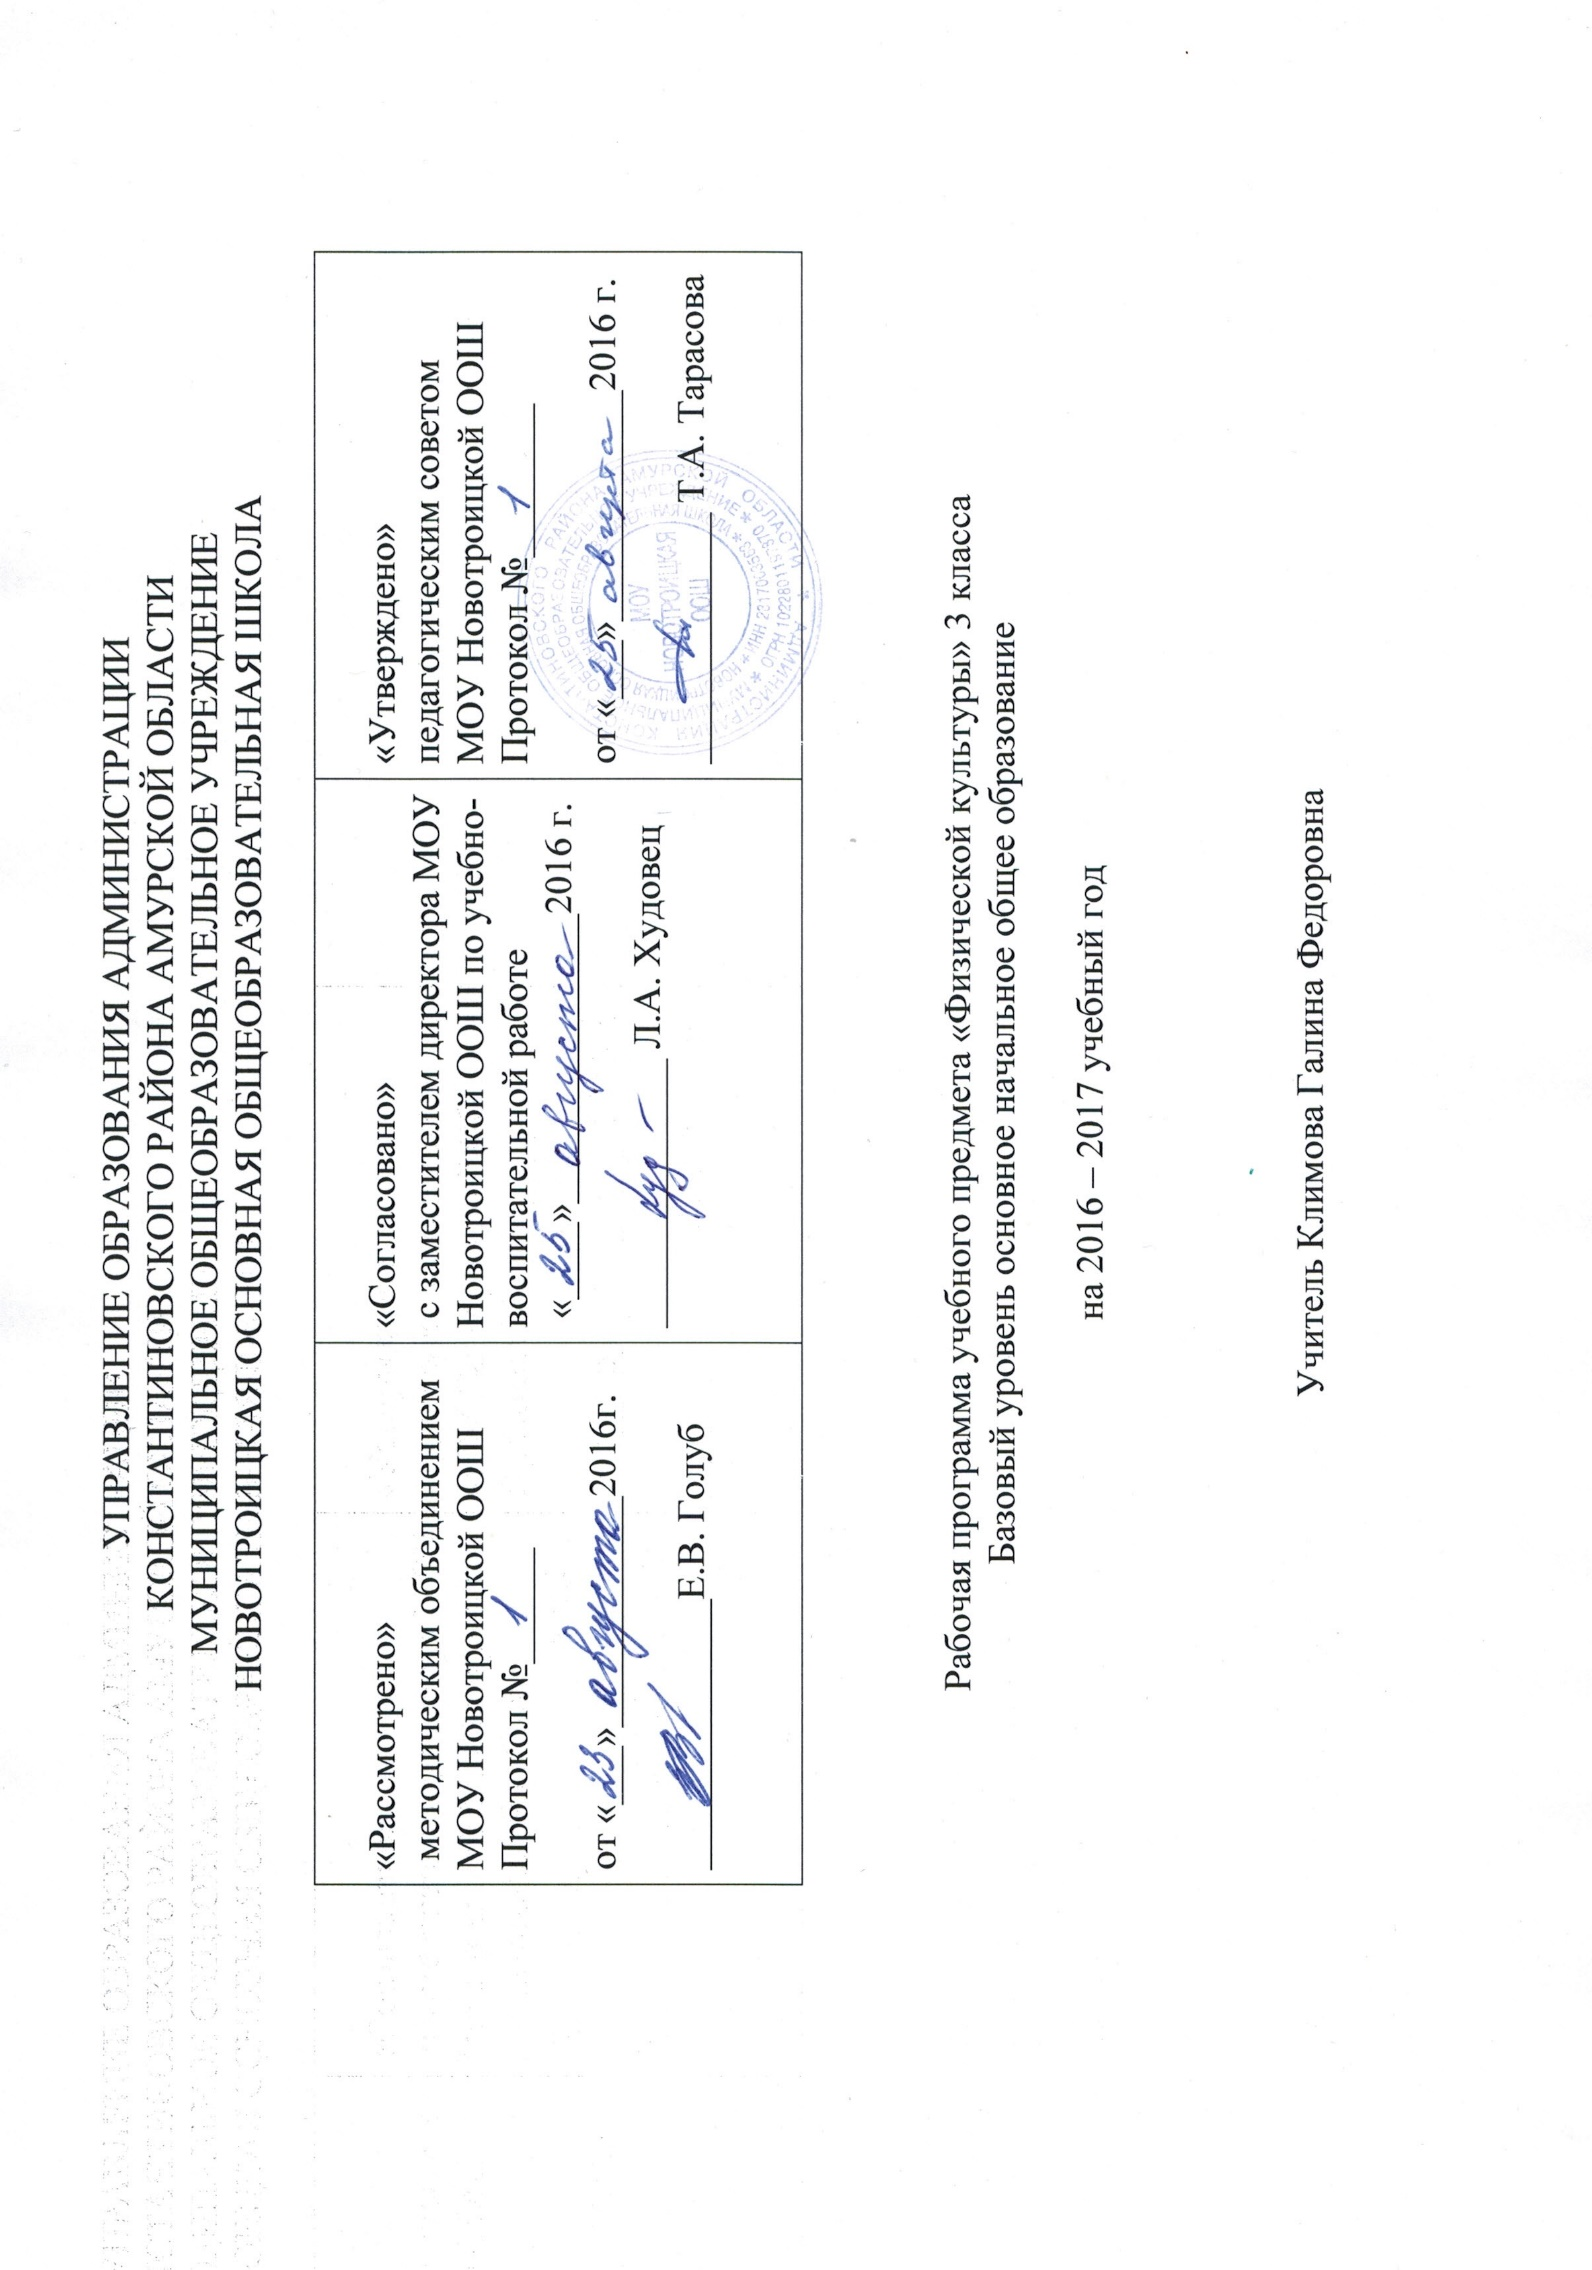 УПРАВЛЕНИЕ ОБРАЗОВАНИЯ АДМИНИСТРАЦИИ
КОНСТАНТИНОВСКОГО РАЙОНА АМУРСКОЙ ОБЛАСТИ
МУНИЦИПАЛЬНОЕ ОБЩЕОБРАЗОВАТЕЛЬНОЕ УЧРЕЖДЕНИЕ
НОВОТРОИЦКАЯ ОСНОВНАЯ ОБЩЕОБРАЗОВАТЕЛЬНАЯ ШКОЛА
«Рассмотрено»
методическим объединением
МОУ Новотроицкой ООШ
Протокол № 1
от «23» августа 2016г.
Е.В. Голуб
«Согласовано»
с заместителем директора МОУ
Новотроицкой ООШ по учебно-
воспитательной работе
«25» августа 2016 г.
Л.А. Худовец
«Утверждено»
педагогическим советом
МОУ Новотроицкой ООШ
Протокол № 1
от «25» августа 2016 г.
Т.А. Тарасова
МОУ
НОВОТРОИЦКАЯ
ООШ
Рабочая программа учебного предмета «Физической культуры» 3 класса
Базовый уровень основное начальное общее образование
на 2016 – 2017 учебный год
Учитель Климова Галина Федоровна